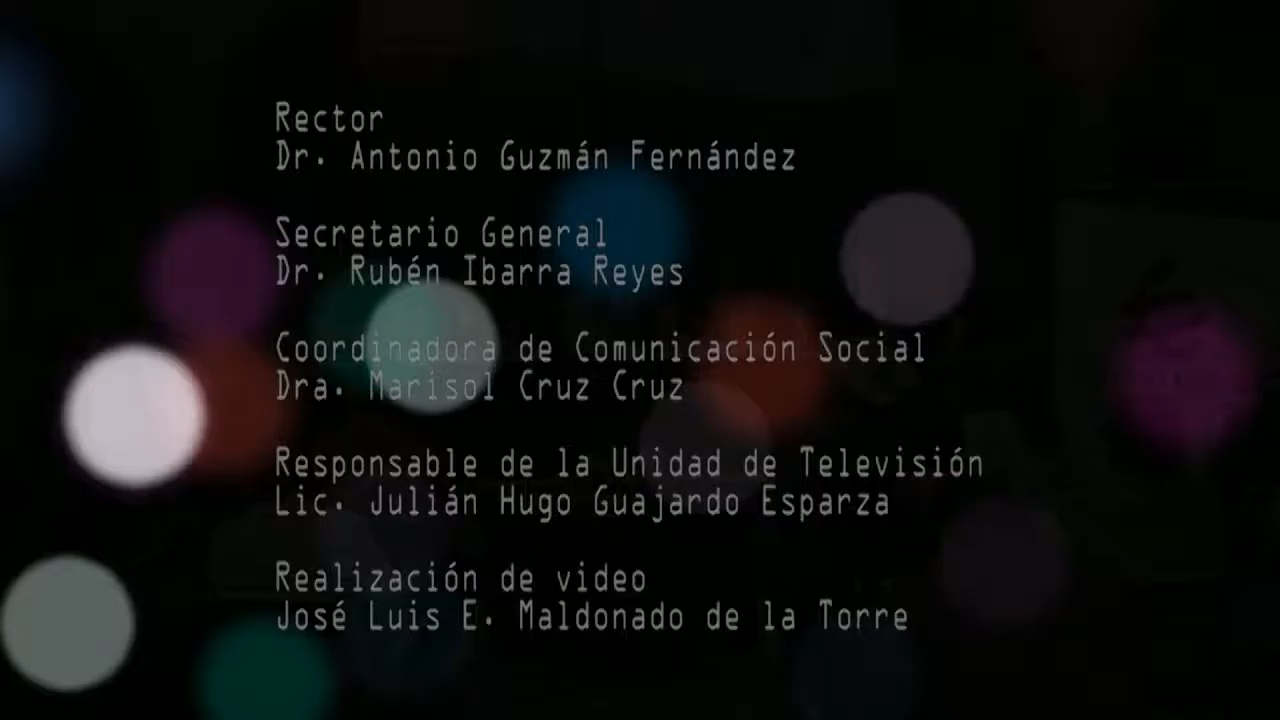 Rector
Dr. Antonio Guzmán Fernández
Secretario General
Dr. Rubén Ibarra Reyes
Coordinadora de Comunicación Social
Dra. Marisol Cruz Cruz
Responsable de la Unidad de Televisión
Lic. Julián Hugo Guajardo Esparza
Realización de video
José Luis E. Maldonado de la Torre